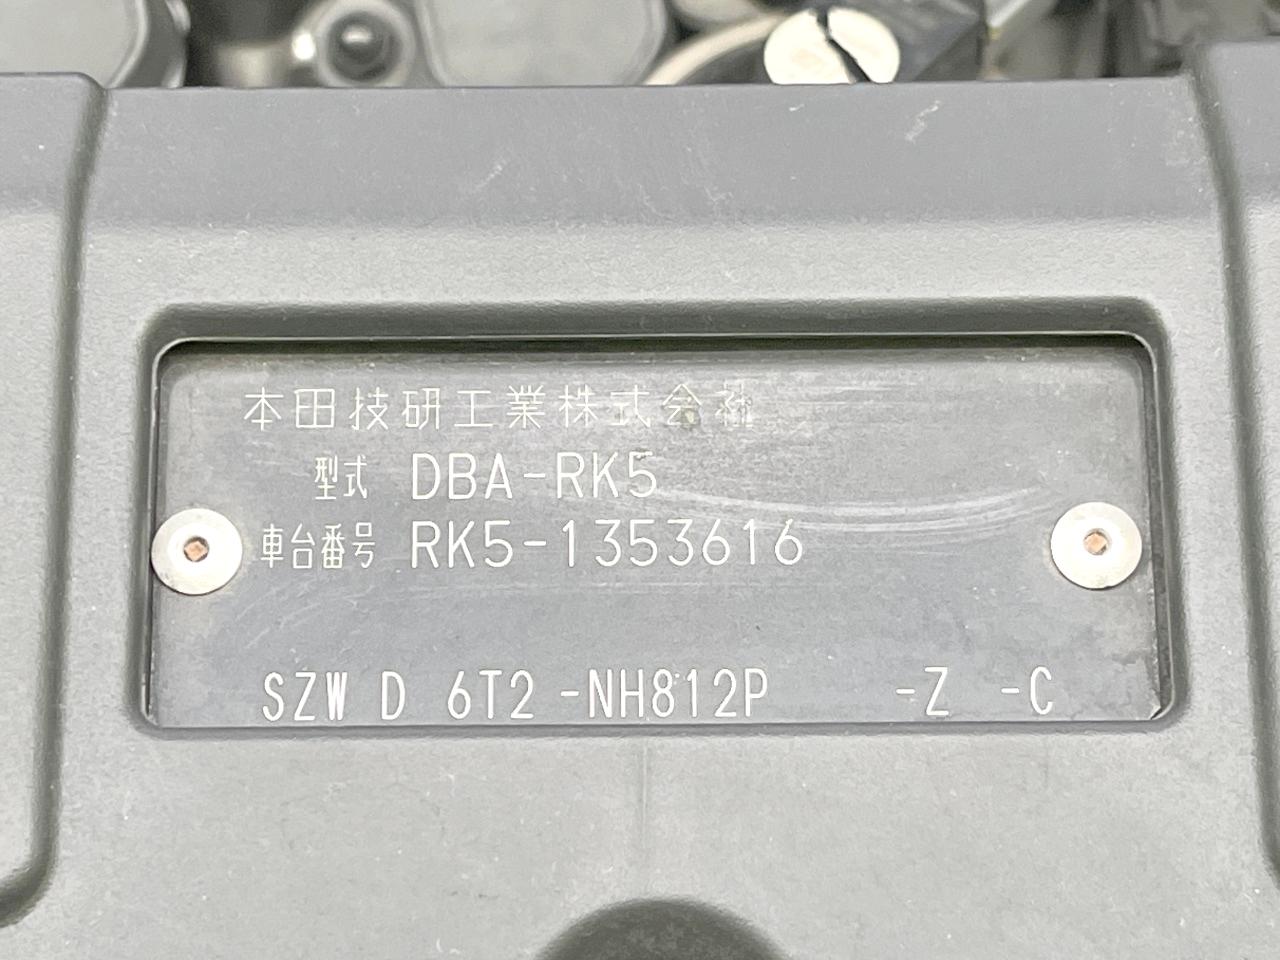 本田技研工業株式会社
型式 DBA-RK5
車台番号 RK5-1353616
SZW D 6T2 -NH812P -Z -C